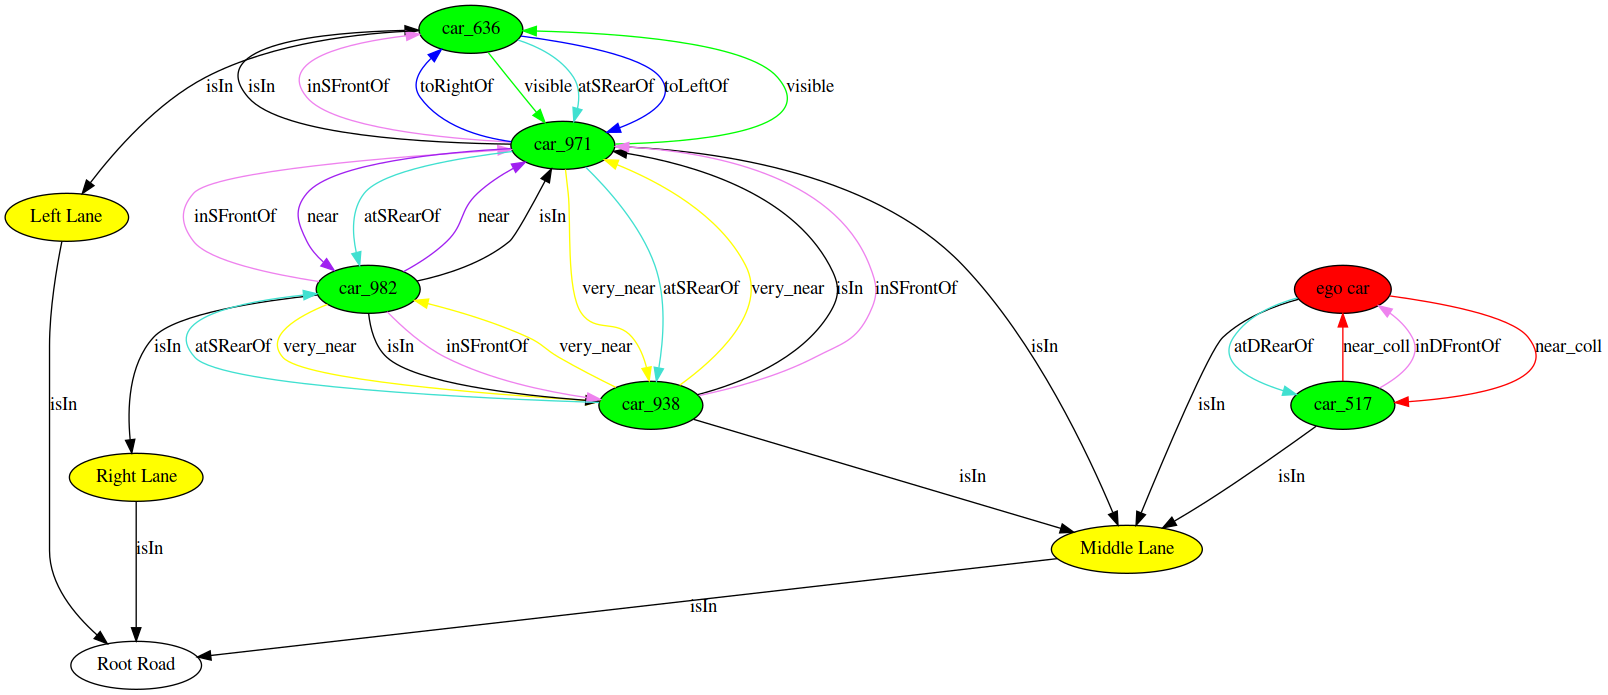 car_636
isIn
isIn
inSFrontOf
toRightOf
visible
atSRearOf
toLeftOf
visible
car_971
Left Lane
inSFrontOf
near
atSRearOf
near
isIn
car_982
very_near
atSRearOf
very_near
isIn
inSFrontOf
ego car
isIn
atSRearOf
very_near
isIn
inSFrontOf
very_near
isIn
atDRearOf
near_coll
inDFrontOf
near_coll
isIn
car_938
isIn
car_517
Right Lane
isIn
isIn
isIn
Middle Lane
isIn
Root Road